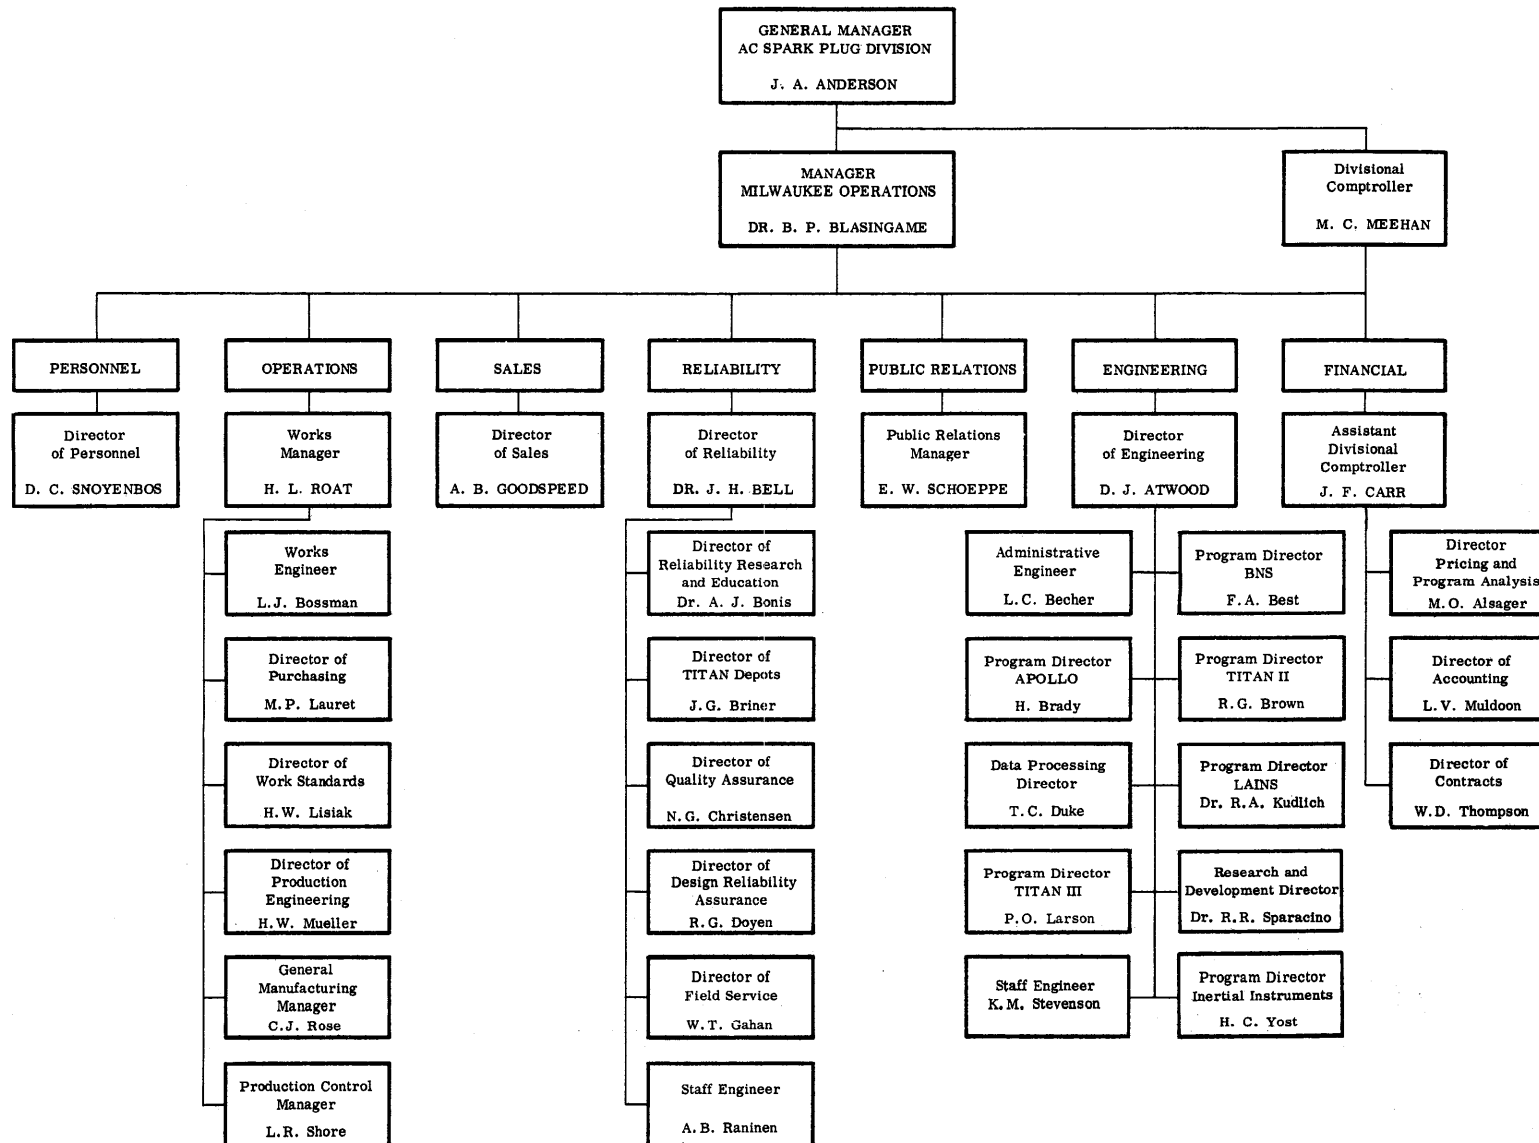 GENERAL MANAGER
AC SPARK PLUG DIVISION
J. A. ANDERSON
MANAGER
MILWAUKEE OPERATIONS
DR. B. P. BLASINGAME
Divisional
Comptroller
M. C. MEEHAN
PERSONNEL
OPERATIONS
SALES
RELIABILITY
PUBLIC RELATIONS
ENGINEERING
FINANCIAL
Director
of Personnel
D. C. SNOYENBOS
Works
Manager
H. L. ROAT
Director
of Sales
A. B. GOODSPEED
Director
of Reliability
DR. J. H. BELL
Public Relations
Manager
E. W. SCHOEPPE
Director
of Engineering
D. J. ATWOOD
Assistant
Divisional
Comptroller
J. F. CARR
Works
Engineer
L.J. Bossman
Director of
Purchasing
M.P. Lauret
Director of
Work Standards
H.W. Lisiak
Director of
Production
Engineering
H.W. Mueller
General
Manufacturing
Manager
C.J. Rose
Production Control
Manager
L.R. Shore
Director of
Reliability Research
and Education
Dr. A. J. Bonis
Director of
TITAN Depots
J.G. Briner
Director of
Quality Assurance
N.G. Christensen
Director of
Design Reliability
Assurance
R.G. Doyen
Director of
Field Service
W.T. Gahan
Staff Engineer
A.B. Raninen
Administrative
Engineer
L.C. Becher
Program Director
APOLLO
H. Brady
Data Processing
Director
T.C. Duke
Program Director
TITAN III
P.O. Larson
Staff Engineer
K.M. Stevenson
Program Director
BNS
F.A. Best
Program Director
TITAN II
R.G. Brown
Program Director
LAINS
Dr. R.A. Kudlich
Research and
Development Director
Dr. R.R. Sparacino
Program Director
Inertial Instruments
H. C. Yost
Director
Pricing and
Program Analysis
M.O. Alsager
Director of
Accounting
L.V. Muldoon
Director of
Contracts
W.D. Thompson